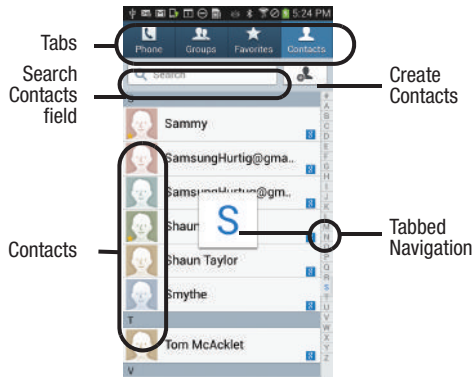 5:24 PM
Tabs
Phone Groups Favorites Contacts
Search Contacts field
Search
Create Contacts
S
Sammy
SamsungHurtig@gma..
SamsungHurtug@gm..
S
Shaun
Shaun Taylor
Smythe
T
Tom McAcklet
V
Contacts
Tabbed Navigation
#
A
B
C
D
E
F
G
H
I
J
K
L
M
N
P
Q
R
S
T
U
V
W
X
Y
Z